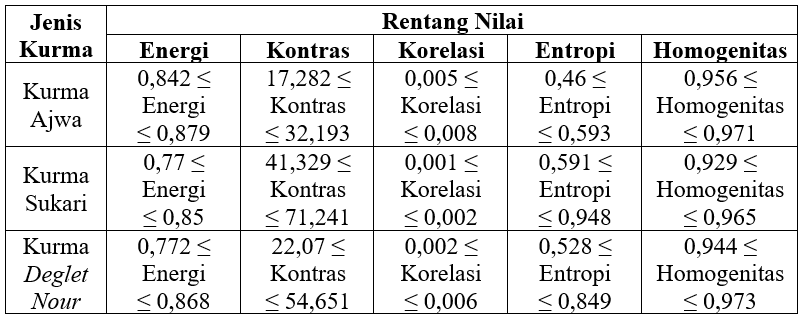 Jenis Kurma Rentang Nilai
Energi Kontras Korelasi Entropi Homogenitas
Kurma Ajwa
0,842 ≤ Energi ≤ 0,879
17,282 ≤ Kontras ≤ 32,193
0,005 ≤ Korelasi ≤ 0,008
0,46 ≤ Entropi ≤ 0,593
0,956 ≤ Homogenitas ≤ 0,971
Kurma Sukari
0,77 ≤ Energi ≤ 0,85
41,329 ≤ Kontras ≤ 71,241
0,001 ≤ Korelasi ≤ 0,002
0,591 ≤ Entropi ≤ 0,948
0,929 ≤ Homogenitas ≤ 0,965
Kurma Deglet Nour
0,772 ≤ Energi ≤ 0,868
22,07 ≤ Kontras ≤ 54,651
0,002 ≤ Korelasi ≤ 0,006
0,528 ≤ Entropi ≤ 0,849
0,944 ≤ Homogenitas ≤ 0,973